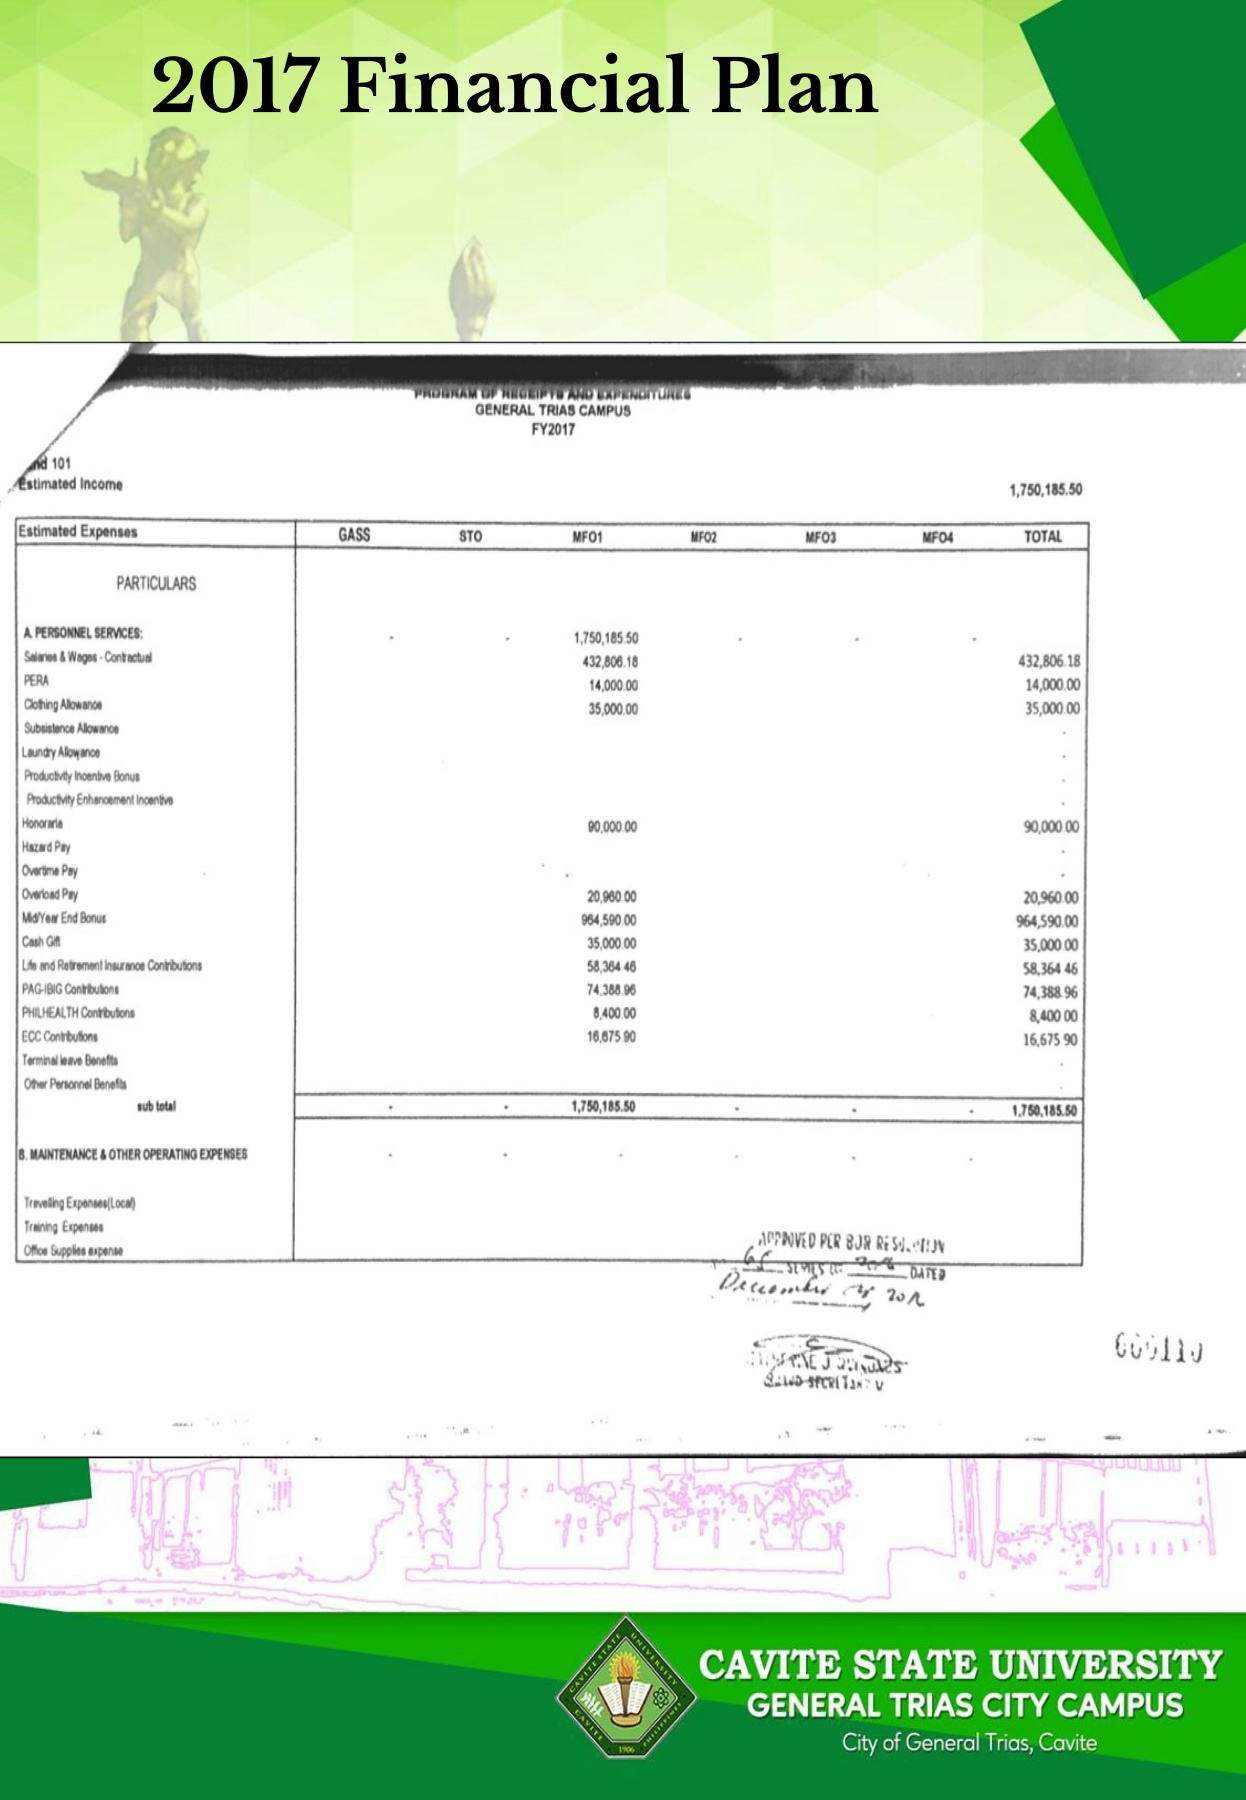 2017 Financial Plan
PROGRAM OF RECEIPTS AND EXPENDITURES
GENERAL TRIAS CAMPUS
FY2017
101
Estimated Income 1,750,185.50
Estimated Expenses GASS STO MFO1 MFO2 MFO3 MFO4 TOTAL
PARTICULARS
A. PERSONNEL SERVICES: - - 1,750,185.50 - - -
Salaries & Wages - Contractual 432,806.18 432,806.18
PERA 14,000.00 14,000.00
Clothing Allowance 35,000.00 35,000.00
Subsistence Allowance -
Laundry Allowance -
Productivity Incentive Bonus -
Productivity Enhancement Incentive -
Honoraria 90,000.00 90,000.00
Hazard Pay -
Overtime Pay - -
Overload Pay 20,960.00 20,960.00
Mid/Year End Bonus 964,590.00 964,590.00
Cash Gift 35,000.00 35,000.00
Life and Retirement Insurance Contributions 58,364.46 58,364.46
PAG-IBIG Contributions 74,388.96 74,388.96
PHILHEALTH Contributions 8,400.00 8,400.00
ECC Contributions 16,675.90 16,675.90
Terminal leave Benefits -
Other Personnel Benefits -
sub total - - 1,750,185.50 - - - 1,750,185.50
B. MAINTENANCE & OTHER OPERATING EXPENSES - - - - - -
Travelling Expenses(Local)
Training Expenses
Office Supplies expense
APPROVED PER BOR RESOLUTION
SERIES OF DATED
December
BOARD SECRETARY V
CAVITE STATE UNIVERSITY
CAVITE PHILIPPINES
1906
CAVITE STATE UNIVERSITY
GENERAL TRIAS CITY CAMPUS
City of General Trias, Cavite